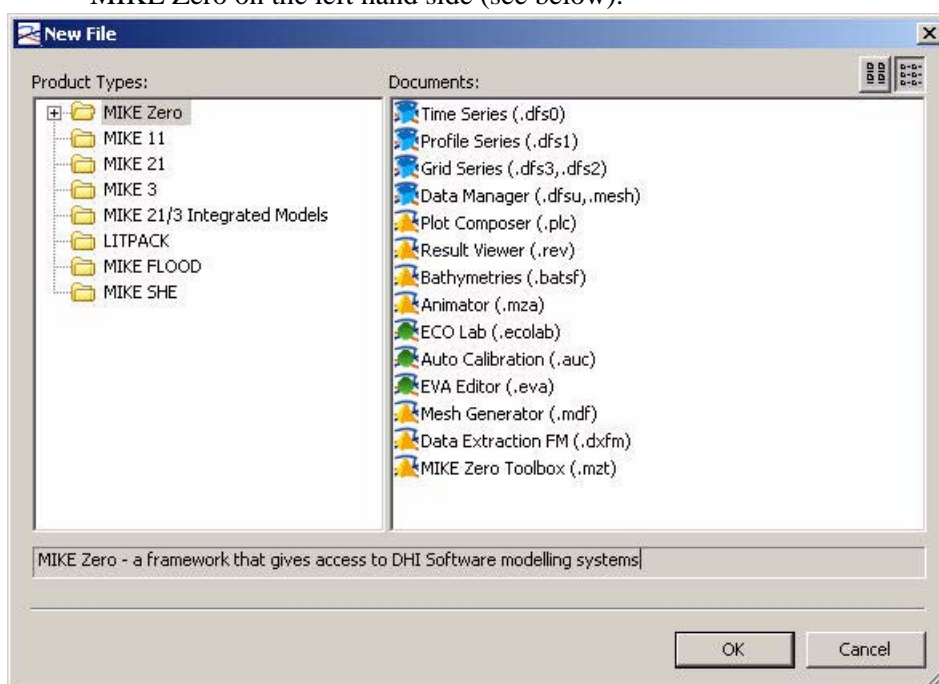 MIKE Zero on the left hand side (see below).
New File
Product Types:
Documents:
MIKE Zero
MIKE 11
MIKE 21
MIKE 3
MIKE 21/3 Integrated Models
LITPACK
MIKE FLOOD
MIKE SHE
Time Series (.dfs0)
Profile Series (.dfs1)
Grid Series (.dfs3,.dfs2)
Data Manager (.dfsu,.mesh)
Plot Composer (.plc)
Result Viewer (.rev)
Bathymetries (.batsf)
Animator (.mza)
ECO Lab (.ecolab)
Auto Calibration (.auc)
EVA Editor (.eva)
Mesh Generator (.mdf)
Data Extraction FM (.dxfm)
MIKE Zero Toolbox (.mzt)
MIKE Zero - a framework that gives access to DHI Software modelling systems
OK
Cancel